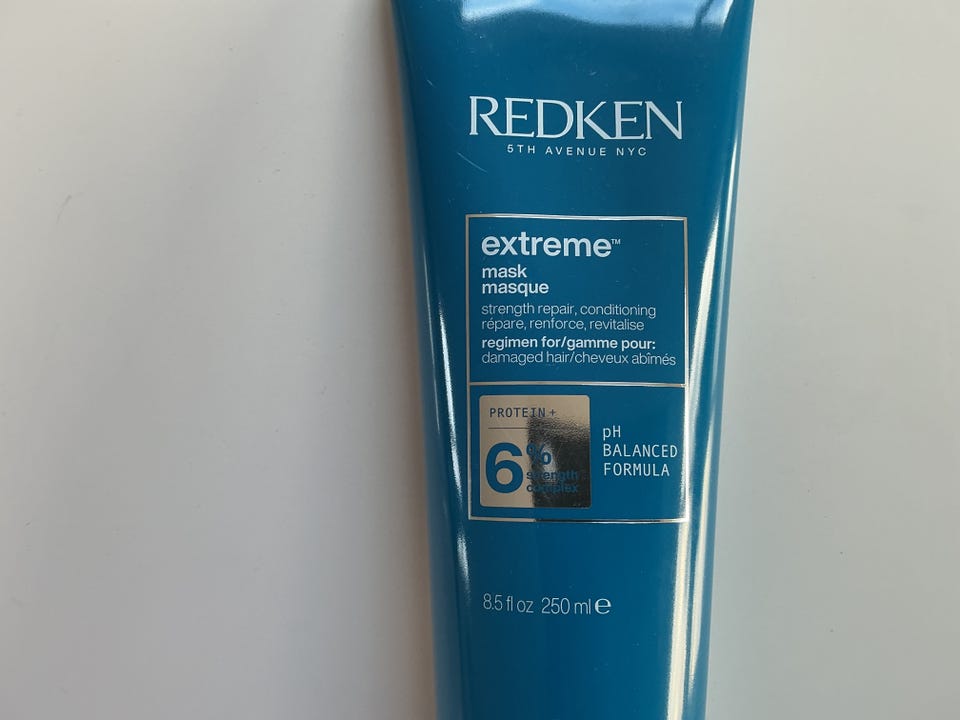 REDKEN
5TH AVENUE NYC
extreme™
mask
masque
strength repair, conditioning
répare, renforce, revitalise
regimen for/gamme pour:
damaged hair/cheveux abîmés
PROTEIN+
6%
strength
complex
pH
BALANCED
FORMULA
8.5 fl oz 250 ml ℮